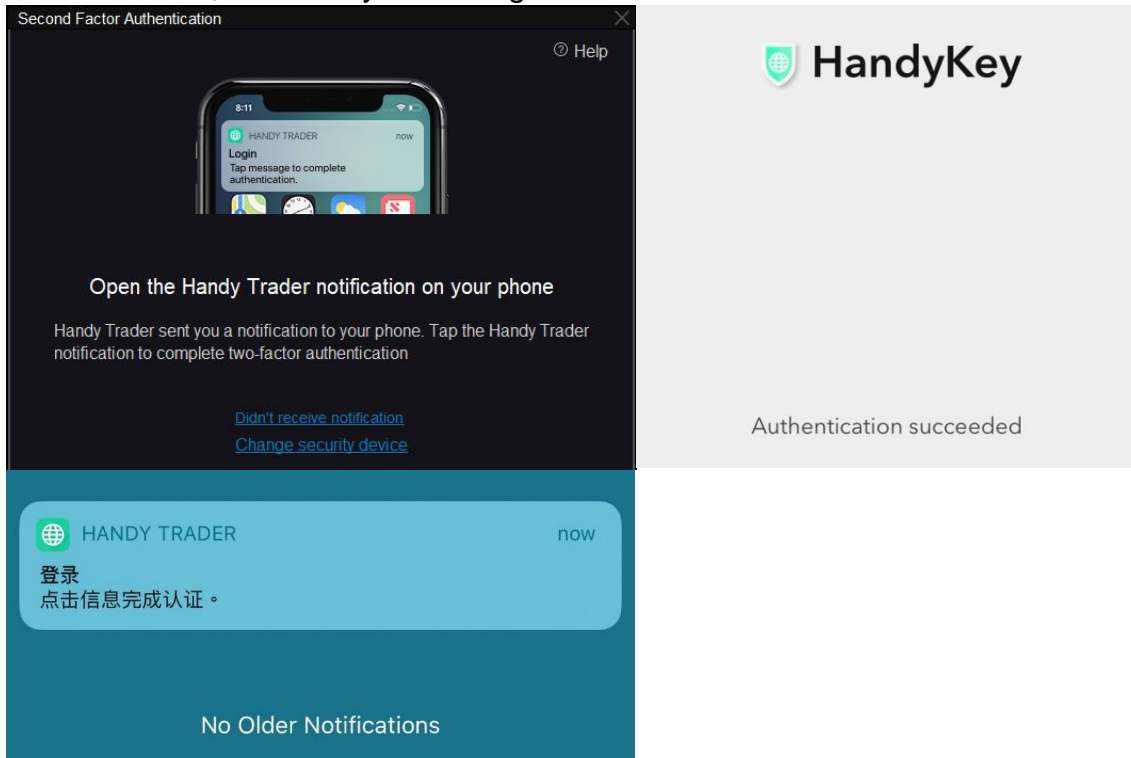 Second Factor Authentication
Help
8:11
HANDY TRADER now
Login
Tap message to complete
authentication.
Open the Handy Trader notification on your phone
Handy Trader sent you a notification to your phone. Tap the Handy Trader
notification to complete two-factor authentication
Didn't receive notification
Change security device
HandyKey
Authentication succeeded
HANDY TRADER now
登录
点击信息完成认证。
No Older Notifications